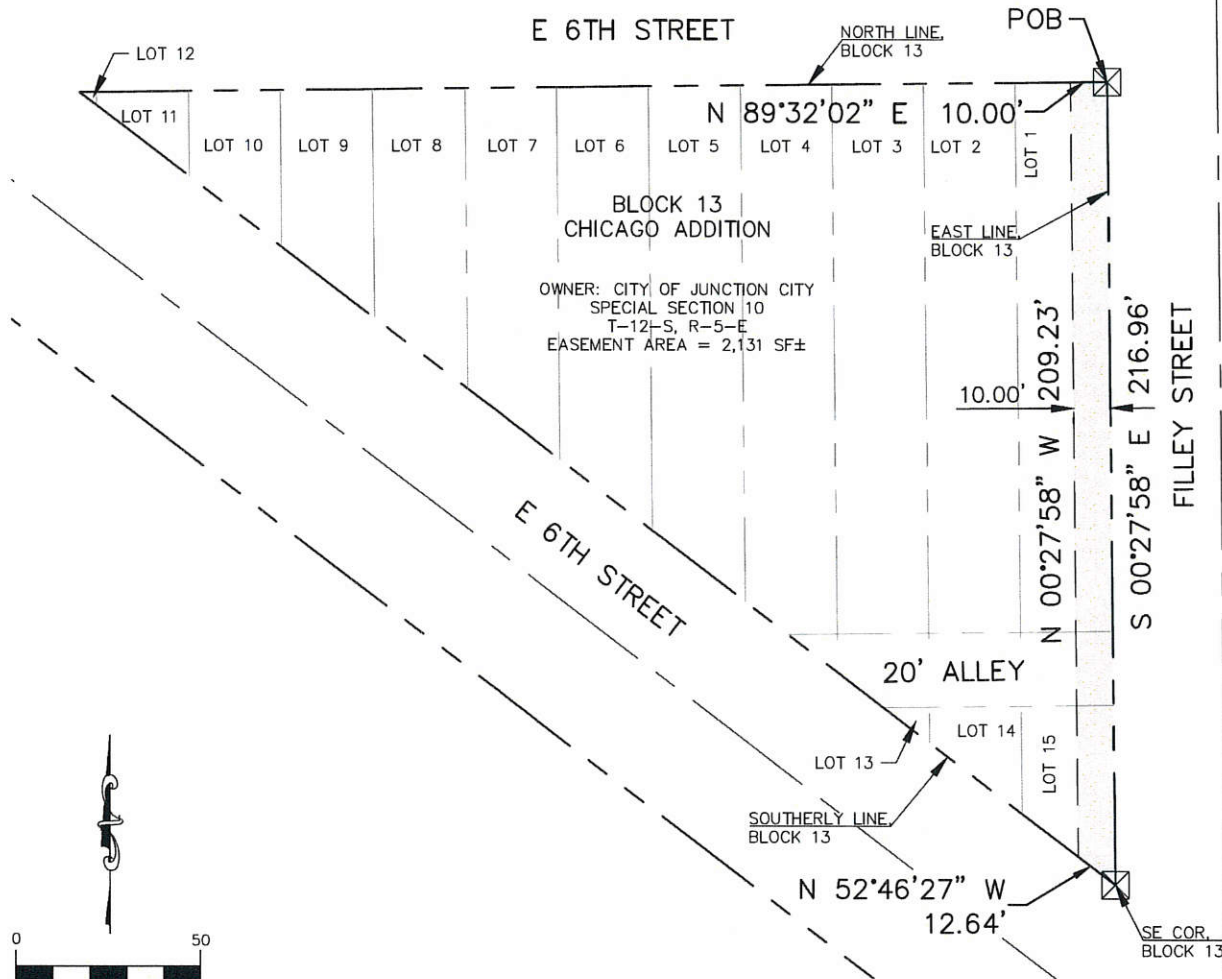 E 6TH STREET
POB
NORTH LINE,
BLOCK 13
LOT 12
N 89°32'02" E 10.00'
LOT 11
LOT 10
LOT 9
LOT 8
LOT 7
LOT 6
LOT 5
LOT 4
LOT 3
LOT 2
LOT 1
BLOCK 13
CHICAGO ADDITION
EAST LINE,
BLOCK 13
OWNER: CITY OF JUNCTION CITY
SPECIAL SECTION 10
T-12-S, R-5-E
EASEMENT AREA = 2,131 SF±
10.00'
N 00°27'58" W 209.23'
S 00°27'58" E 216.96'
FILLEY STREET
E 6TH STREET
20' ALLEY
LOT 14
LOT 15
LOT 13
SOUTHERLY LINE,
BLOCK 13
N 52°46'27" W
12.64'
SE COR,
BLOCK 13
0 50